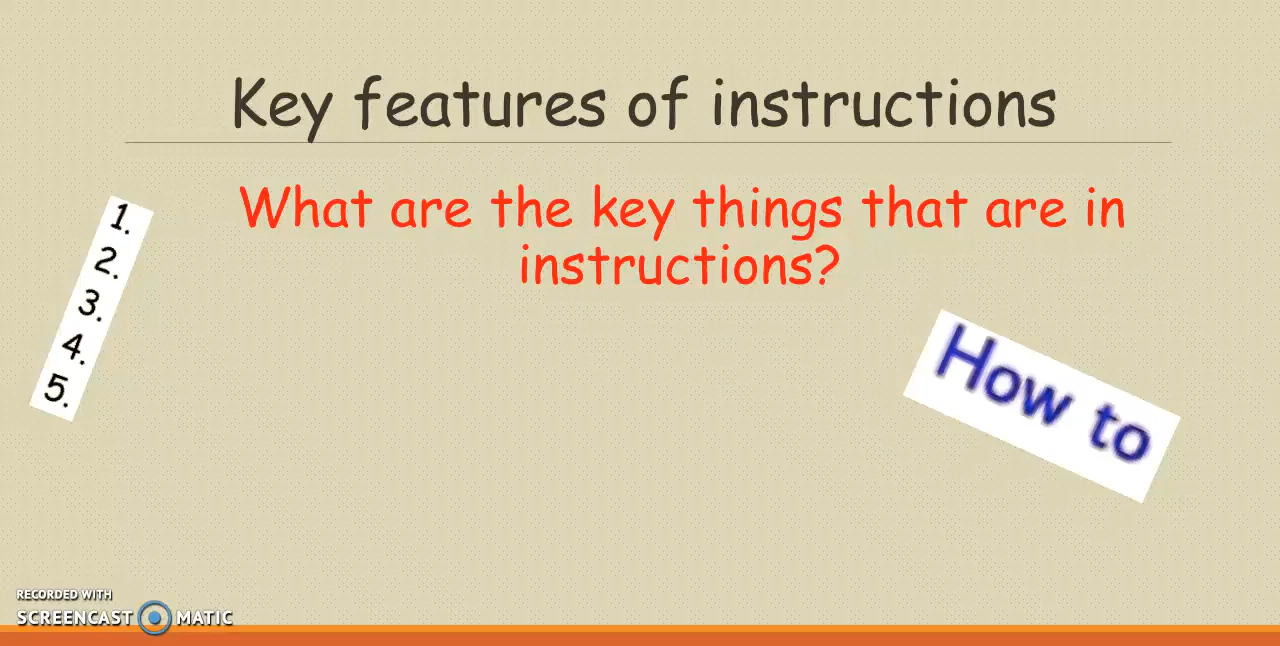 Key features of instructions
What are the key things that are in
instructions?
1.
2.
3.
4.
5.
How to
RECORDED WITH
SCREENCAST MATIC